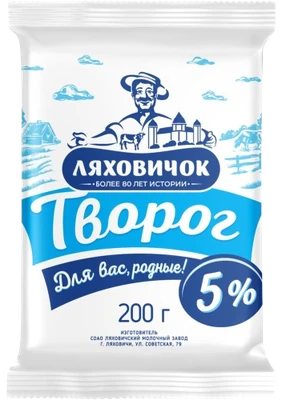 ЛЯХОВИЧОК
БОЛЕЕ 80 ЛЕТ ИСТОРИИ
Творог
Для вас, родные!
5%
200 г
ИЗГОТОВИТЕЛЬ
СОАО ЛЯХОВИЧСКИЙ МОЛОЧНЫЙ ЗАВОД
Г. ЛЯХОВИЧИ, УЛ. СОВЕТСКАЯ, 79